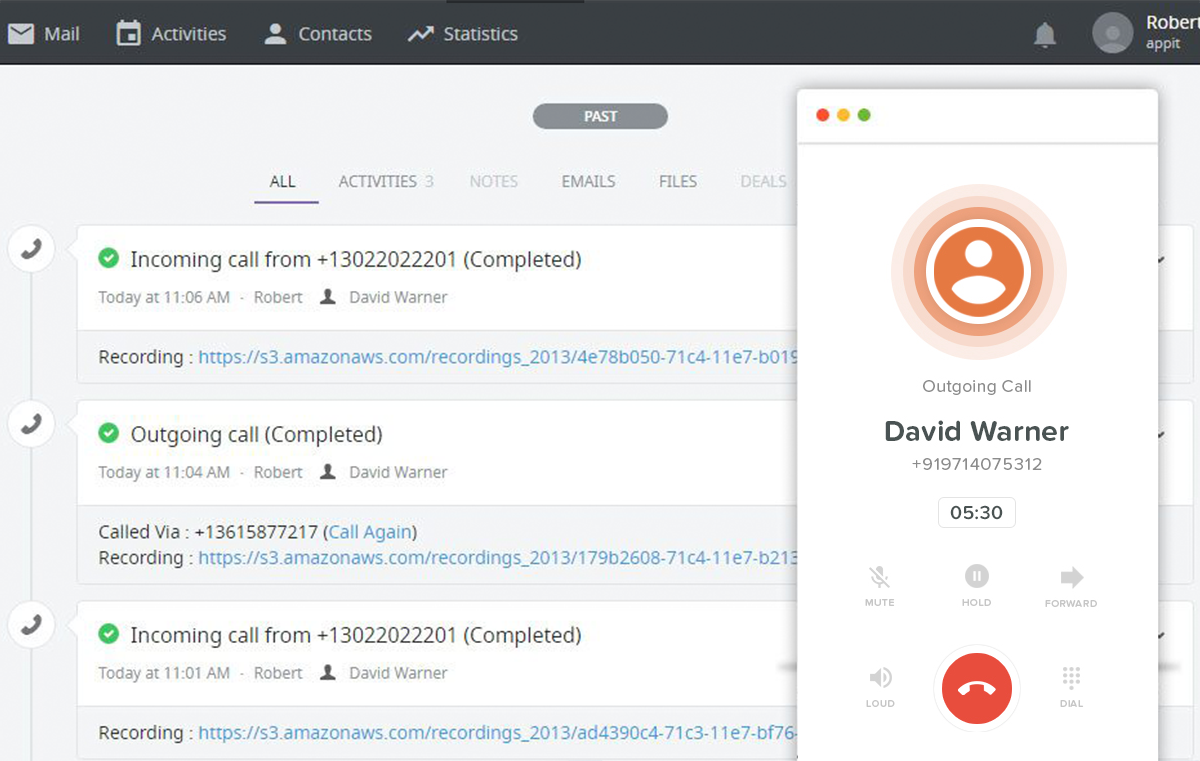 Mail Activities Contacts Statistics Robert
appit
PAST
ALL ACTIVITIES 3 NOTES EMAILS FILES DEALS
Incoming call from +13022022201 (Completed)
Today at 11:06 AM · Robert David Warner
Recording : https://s3.amazonaws.com/recordings_2013/4e78b050-71c4-11e7-b019
Outgoing call (Completed)
Today at 11:04 AM · Robert David Warner
Called Via : +13615877217 (Call Again)
Recording : https://s3.amazonaws.com/recordings_2013/179b2608-71c4-11e7-b213
Incoming call from +13022022201 (Completed)
Today at 11:01 AM · Robert David Warner
Recording : https://s3.amazonaws.com/recordings_2013/ad4390c4-71c3-11e7-bf76-
Outgoing Call
David Warner
+919714075312
05:30
MUTE HOLD FORWARD
LOUD DIAL